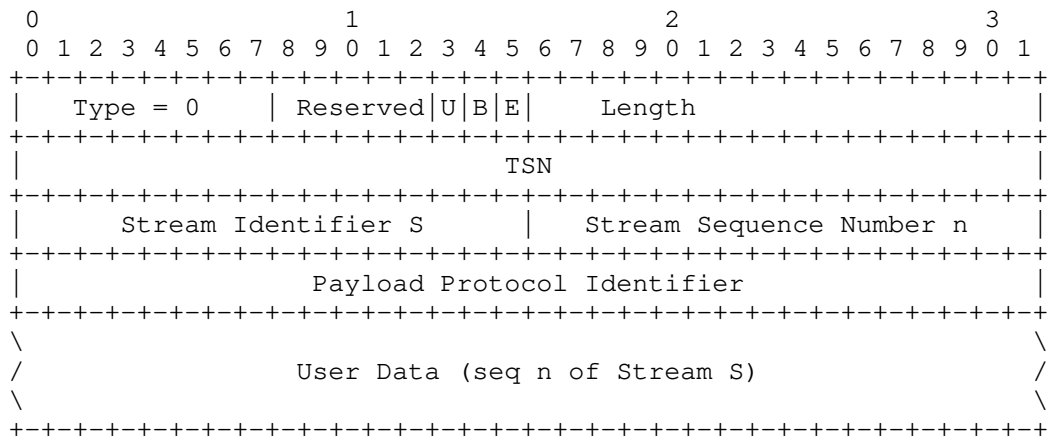 0                   1                   2                   3
 0 1 2 3 4 5 6 7 8 9 0 1 2 3 4 5 6 7 8 9 0 1 2 3 4 5 6 7 8 9 0 1
+-+-+-+-+-+-+-+-+-+-+-+-+-+-+-+-+-+-+-+-+-+-+-+-+-+-+-+-+-+-+-+-+
|   Type = 0    | Reserved|U|B|E|    Length                     |
+-+-+-+-+-+-+-+-+-+-+-+-+-+-+-+-+-+-+-+-+-+-+-+-+-+-+-+-+-+-+-+-+
|                              TSN                              |
+-+-+-+-+-+-+-+-+-+-+-+-+-+-+-+-+-+-+-+-+-+-+-+-+-+-+-+-+-+-+-+-+
|      Stream Identifier S      |   Stream Sequence Number n    |
+-+-+-+-+-+-+-+-+-+-+-+-+-+-+-+-+-+-+-+-+-+-+-+-+-+-+-+-+-+-+-+-+
|                  Payload Protocol Identifier                  |
+-+-+-+-+-+-+-+-+-+-+-+-+-+-+-+-+-+-+-+-+-+-+-+-+-+-+-+-+-+-+-+-+
\                                                               \
/                 User Data (seq n of Stream S)                 /
\                                                               \
+-+-+-+-+-+-+-+-+-+-+-+-+-+-+-+-+-+-+-+-+-+-+-+-+-+-+-+-+-+-+-+-+